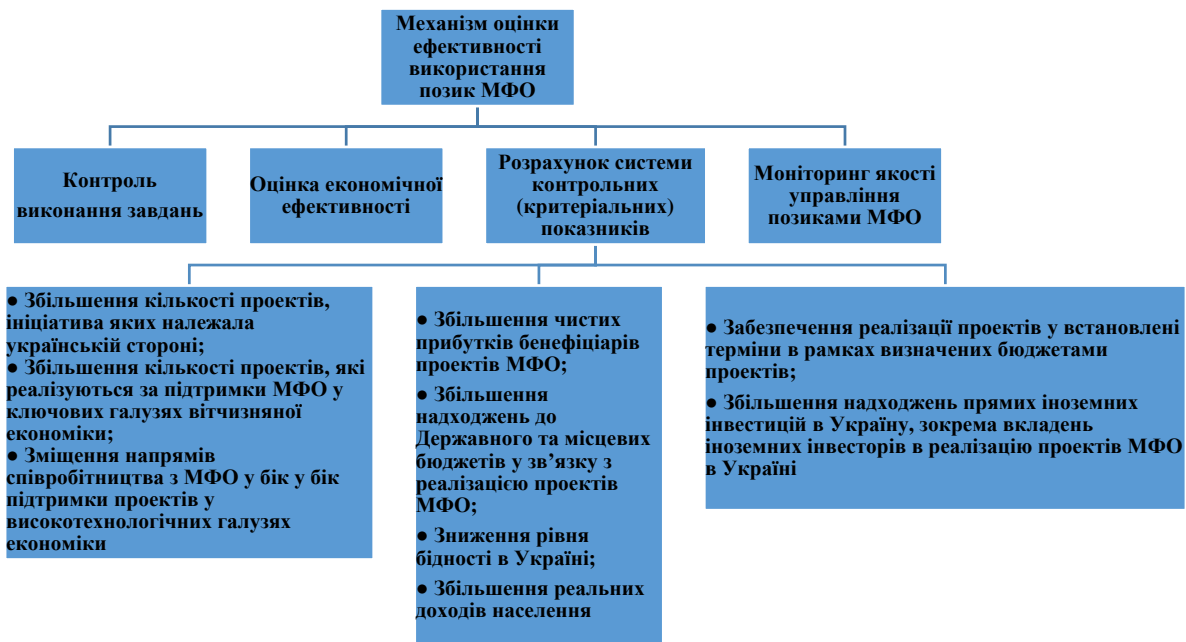 Механізм оцінки
ефективності
використання
позик МФО
Контроль
виконання завдань
Оцінка економічної
ефективності
Розрахунок системи
контрольних
(критеріальних)
показників
Моніторинг якості
управління
позиками МФО
● Збільшення кількості проектів,
ініціатива яких належала
українській стороні;
● Збільшення кількості проектів, які
реалізуються за підтримки МФО у
ключових галузях вітчизняної
економіки;
● Зміщення напрямів
співробітництва з МФО у бік у бік
підтримки проектів у
високотехнологічних галузях
економіки
● Збільшення чистих
прибутків бенефіціарів
проектів МФО;
● Збільшення
надходжень до
Державного та місцевих
бюджетів у зв’язку з
реалізацією проектів
МФО;
● Зниження рівня
бідності в Україні;
● Збільшення реальних
доходів населення
● Забезпечення реалізації проектів у встановлені
терміни в рамках визначених бюджетами
проектів;
● Збільшення надходжень прямих іноземних
інвестицій в Україну, зокрема вкладень
іноземних інвесторів в реалізацію проектів МФО
в Україні